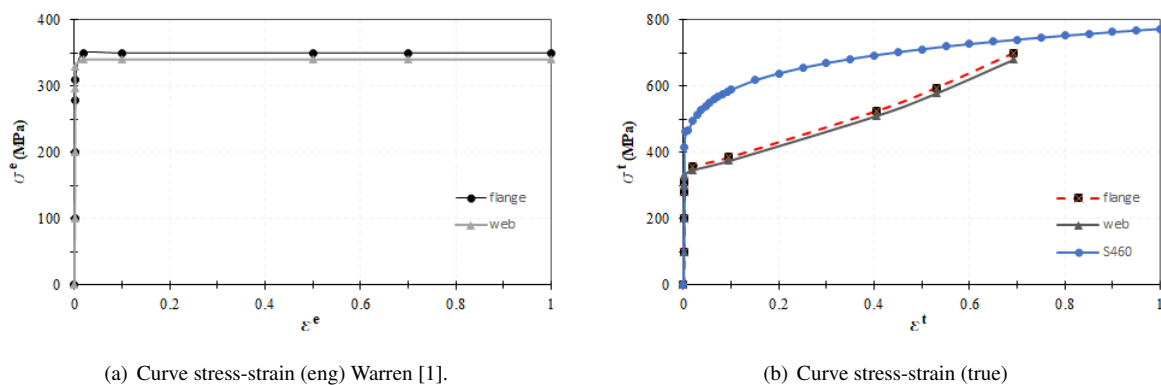 400
300
200
100
0
0 0.2 0.4 0.6 0.8 1
σ e (MPa)
ε e
flange
web
(a) Curve stress-strain (eng) Warren [1].
800
600
400
200
0
0 0.2 0.4 0.6 0.8 1
σ t (MPa)
ε t
flange
web
S460
(b) Curve stress-strain (true)